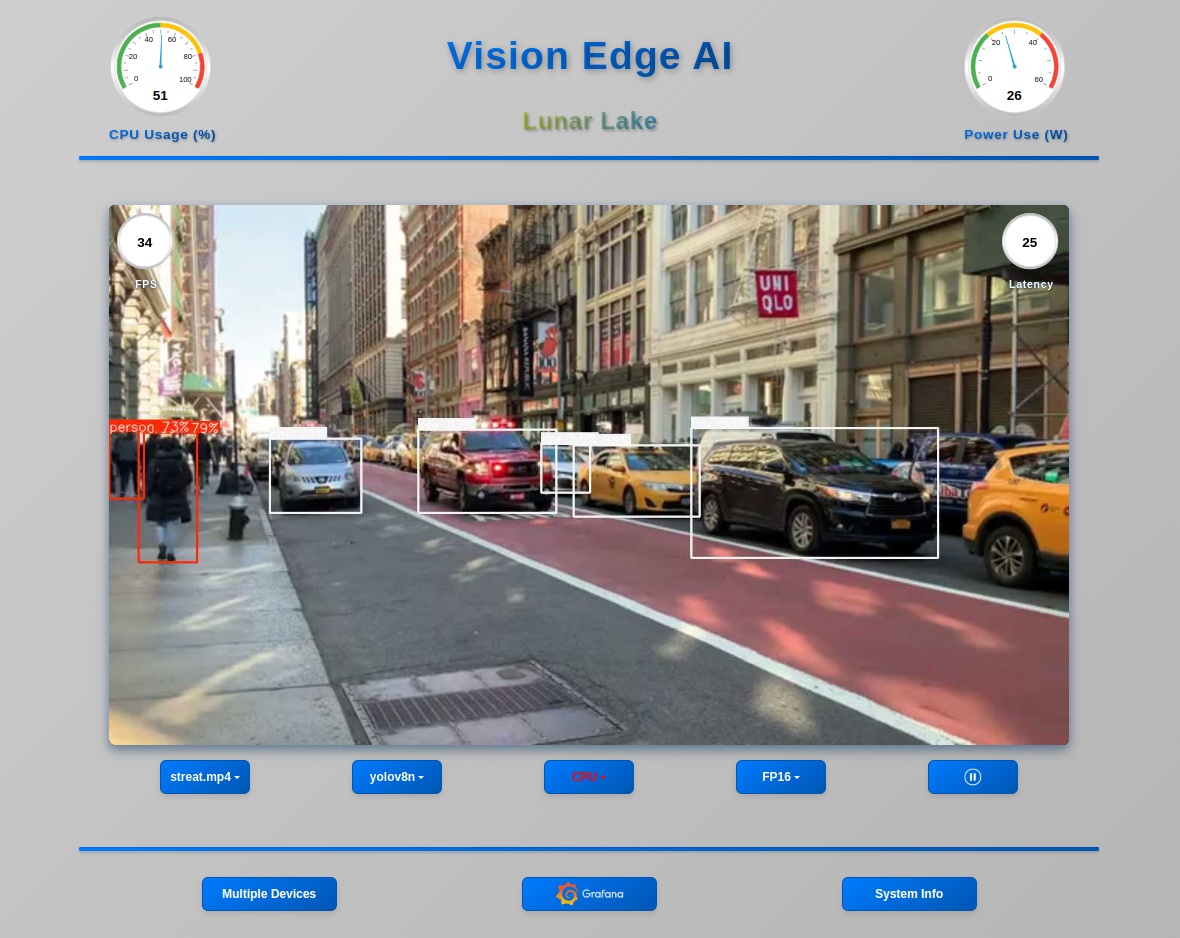 Vision Edge AI
Lunar Lake
0 20 40 60 80 100
51
CPU Usage (%)
0 20 40 60
26
Power Use (W)
34
FPS
25
Latency
UNI
QLO
BANANA REPUBLIC
person, 73% 79%
streat.mp4
yolov8n
CPU
FP16
Multiple Devices
Grafana
System Info